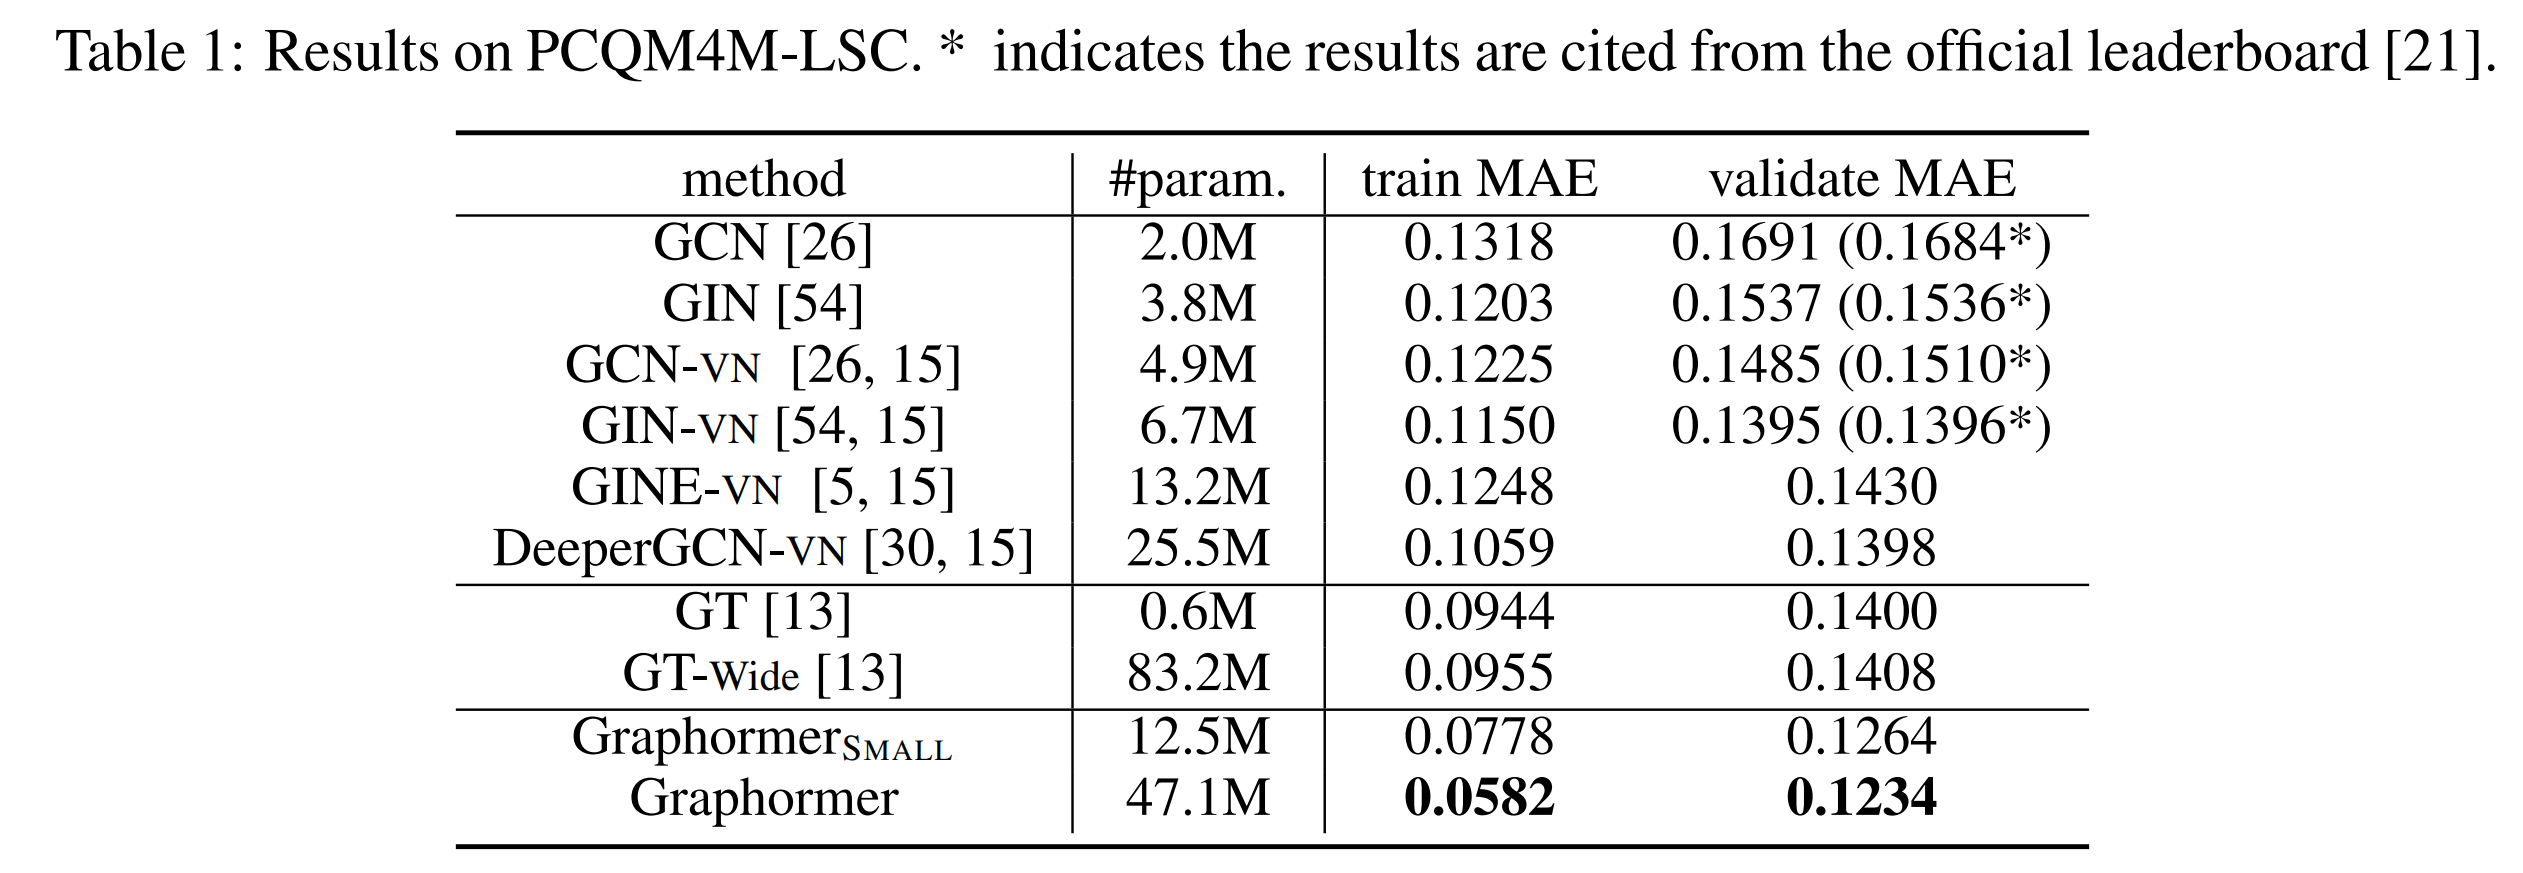 Table 1: Results on PCQM4M-LSC. * indicates the results are cited from the official leaderboard [21].
method #param. train MAE validate MAE
GCN [26] 2.0M 0.1318 0.1691 (0.1684*)
GIN [54] 3.8M 0.1203 0.1537 (0.1536*)
GCN-VN [26, 15] 4.9M 0.1225 0.1485 (0.1510*)
GIN-VN [54, 15] 6.7M 0.1150 0.1395 (0.1396*)
GINE-VN [5, 15] 13.2M 0.1248 0.1430
DeeperGCN-VN [30, 15] 25.5M 0.1059 0.1398
GT [13] 0.6M 0.0944 0.1400
GT-Wide [13] 83.2M 0.0955 0.1408
GraphormerSMALL 12.5M 0.0778 0.1264
Graphormer 47.1M 0.0582 0.1234